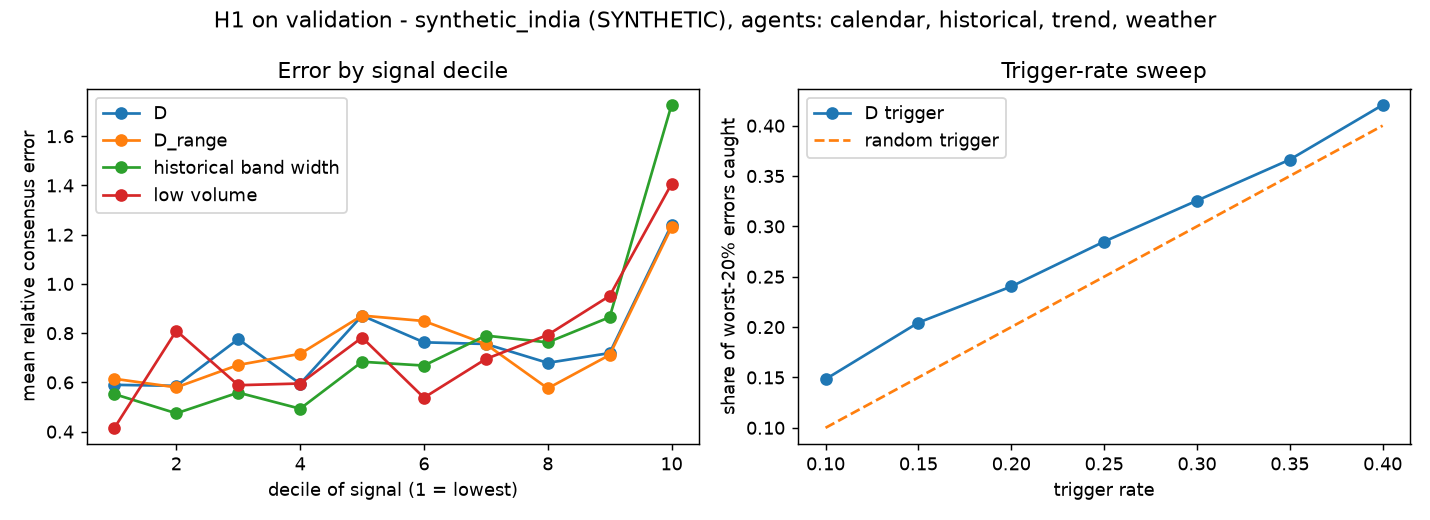 H1 on validation - synthetic_india (SYNTHETIC), agents: calendar, historical, trend, weather
Error by signal decile
mean relative consensus error
1.6
1.4
1.2
1.0
0.8
0.6
0.4
D
D_range
historical band width
low volume
2
4
6
8
10
decile of signal (1 = lowest)
Trigger-rate sweep
share of worst-20% errors caught
0.40
0.35
0.30
0.25
0.20
0.15
0.10
D trigger
random trigger
0.10
0.15
0.20
0.25
0.30
0.35
0.40
trigger rate